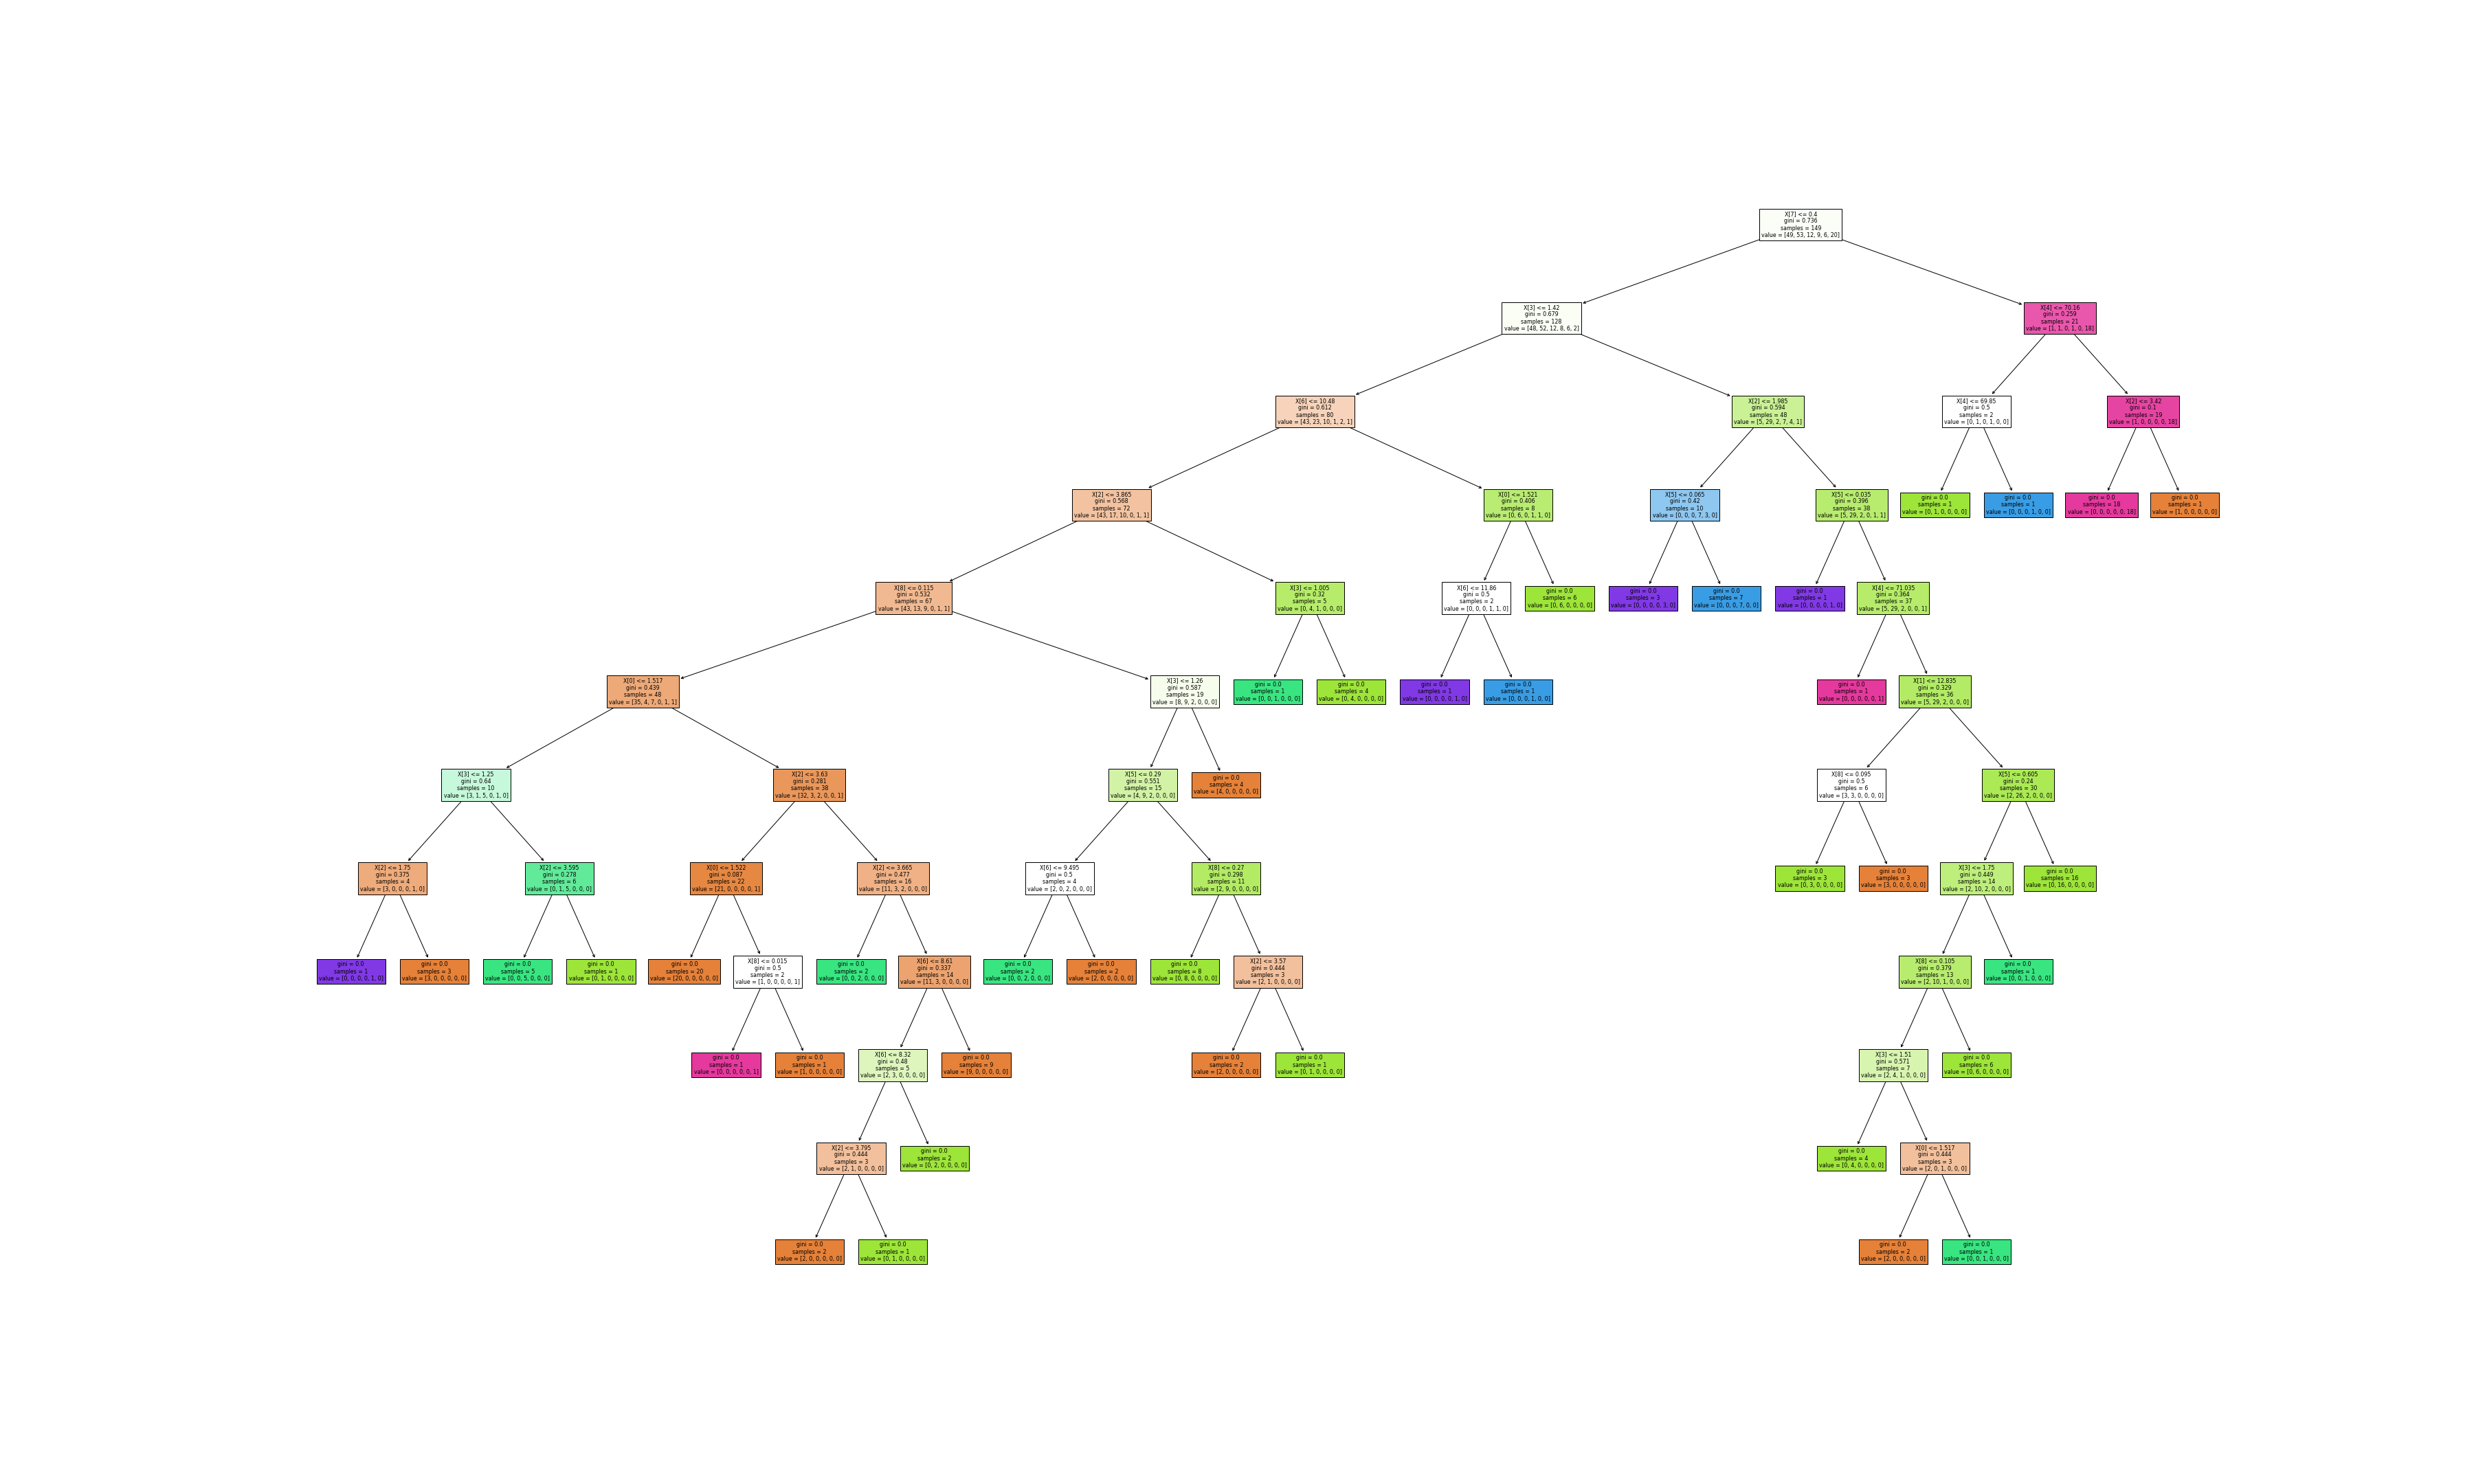 X[7] <= 0.4
gini = 0.736
samples = 149
value = [49, 53, 12, 9, 6, 20]
X[3] <= 1.42
gini = 0.679
samples = 128
value = [48, 52, 12, 8, 6, 2]
X[4] <= 70.16
gini = 0.259
samples = 21
value = [1, 1, 0, 1, 0, 18]
X[6] <= 10.48
gini = 0.612
samples = 80
value = [43, 23, 10, 1, 2, 1]
X[2] <= 1.985
gini = 0.594
samples = 48
value = [5, 29, 2, 7, 4, 1]
X[4] <= 69.85
gini = 0.5
samples = 2
value = [0, 1, 0, 1, 0, 0]
X[2] <= 3.42
gini = 0.1
samples = 19
value = [1, 0, 0, 0, 0, 18]
X[2] <= 3.865
gini = 0.568
samples = 72
value = [43, 17, 10, 0, 1, 1]
X[0] <= 1.521
gini = 0.406
samples = 8
value = [0, 6, 0, 1, 1, 0]
X[5] <= 0.065
gini = 0.42
samples = 10
value = [0, 0, 0, 7, 3, 0]
X[5] <= 0.035
gini = 0.396
samples = 38
value = [5, 29, 2, 0, 1, 1]
gini = 0.0
samples = 1
value = [0, 1, 0, 0, 0, 0]
gini = 0.0
samples = 1
value = [0, 0, 0, 1, 0, 0]
gini = 0.0
samples = 18
value = [0, 0, 0, 0, 0, 18]
gini = 0.0
samples = 1
value = [1, 0, 0, 0, 0, 0]
X[8] <= 0.115
gini = 0.532
samples = 67
value = [43, 13, 9, 0, 1, 1]
X[3] <= 1.005
gini = 0.32
samples = 5
value = [0, 4, 1, 0, 0, 0]
X[6] <= 11.86
gini = 0.5
samples = 2
value = [0, 0, 0, 1, 1, 0]
gini = 0.0
samples = 6
value = [0, 6, 0, 0, 0, 0]
gini = 0.0
samples = 3
value = [0, 0, 0, 0, 3, 0]
gini = 0.0
samples = 7
value = [0, 0, 0, 7, 0, 0]
gini = 0.0
samples = 1
value = [0, 0, 0, 0, 1, 0]
X[4] <= 71.035
gini = 0.364
samples = 37
value = [5, 29, 2, 0, 0, 1]
X[0] <= 1.517
gini = 0.439
samples = 48
value = [35, 4, 7, 0, 1, 1]
X[3] <= 1.26
gini = 0.587
samples = 19
value = [8, 9, 2, 0, 0, 0]
gini = 0.0
samples = 1
value = [0, 0, 1, 0, 0, 0]
gini = 0.0
samples = 4
value = [0, 4, 0, 0, 0, 0]
gini = 0.0
samples = 1
value = [0, 0, 0, 0, 1, 0]
gini = 0.0
samples = 1
value = [0, 0, 0, 1, 0, 0]
gini = 0.0
samples = 1
value = [0, 0, 0, 0, 0, 1]
X[1] <= 12.835
gini = 0.329
samples = 36
value = [5, 29, 2, 0, 0, 0]
X[3] <= 1.25
gini = 0.64
samples = 10
value = [3, 1, 5, 0, 1, 0]
X[2] <= 3.63
gini = 0.281
samples = 38
value = [32, 3, 2, 0, 0, 1]
X[5] <= 0.29
gini = 0.551
samples = 15
value = [4, 9, 2, 0, 0, 0]
gini = 0.0
samples = 4
value = [4, 0, 0, 0, 0, 0]
X[8] <= 0.095
gini = 0.5
samples = 6
value = [3, 3, 0, 0, 0, 0]
X[5] <= 0.605
gini = 0.24
samples = 30
value = [2, 26, 2, 0, 0, 0]
X[2] <= 1.75
gini = 0.375
samples = 4
value = [3, 0, 0, 0, 1, 0]
X[2] <= 3.595
gini = 0.278
samples = 6
value = [0, 1, 5, 0, 0, 0]
X[0] <= 1.522
gini = 0.087
samples = 22
value = [21, 0, 0, 0, 0, 1]
X[2] <= 3.665
gini = 0.477
samples = 16
value = [11, 3, 2, 0, 0, 0]
X[6] <= 9.495
gini = 0.5
samples = 4
value = [2, 0, 2, 0, 0, 0]
X[8] <= 0.27
gini = 0.298
samples = 11
value = [2, 9, 0, 0, 0, 0]
gini = 0.0
samples = 3
value = [0, 3, 0, 0, 0, 0]
gini = 0.0
samples = 3
value = [3, 0, 0, 0, 0, 0]
X[3] <= 1.75
gini = 0.449
samples = 14
value = [2, 10, 2, 0, 0, 0]
gini = 0.0
samples = 16
value = [0, 16, 0, 0, 0, 0]
gini = 0.0
samples = 1
value = [0, 0, 0, 0, 1, 0]
gini = 0.0
samples = 3
value = [3, 0, 0, 0, 0, 0]
gini = 0.0
samples = 5
value = [0, 0, 5, 0, 0, 0]
gini = 0.0
samples = 1
value = [0, 1, 0, 0, 0, 0]
gini = 0.0
samples = 20
value = [20, 0, 0, 0, 0, 0]
X[8] <= 0.015
gini = 0.5
samples = 2
value = [1, 0, 0, 0, 0, 1]
gini = 0.0
samples = 2
value = [0, 0, 2, 0, 0, 0]
X[6] <= 8.61
gini = 0.337
samples = 14
value = [11, 3, 0, 0, 0, 0]
gini = 0.0
samples = 2
value = [0, 0, 2, 0, 0, 0]
gini = 0.0
samples = 2
value = [2, 0, 0, 0, 0, 0]
gini = 0.0
samples = 8
value = [0, 8, 0, 0, 0, 0]
X[2] <= 3.57
gini = 0.444
samples = 3
value = [2, 1, 0, 0, 0, 0]
X[8] <= 0.105
gini = 0.379
samples = 13
value = [2, 10, 1, 0, 0, 0]
gini = 0.0
samples = 1
value = [0, 0, 1, 0, 0, 0]
gini = 0.0
samples = 1
value = [0, 0, 0, 0, 0, 1]
gini = 0.0
samples = 1
value = [1, 0, 0, 0, 0, 0]
X[6] <= 8.32
gini = 0.48
samples = 5
value = [2, 3, 0, 0, 0, 0]
gini = 0.0
samples = 9
value = [9, 0, 0, 0, 0, 0]
gini = 0.0
samples = 2
value = [2, 0, 0, 0, 0, 0]
gini = 0.0
samples = 1
value = [0, 1, 0, 0, 0, 0]
X[3] <= 1.51
gini = 0.571
samples = 7
value = [2, 4, 1, 0, 0, 0]
gini = 0.0
samples = 6
value = [0, 6, 0, 0, 0, 0]
X[2] <= 3.795
gini = 0.444
samples = 3
value = [2, 1, 0, 0, 0, 0]
gini = 0.0
samples = 2
value = [0, 2, 0, 0, 0, 0]
gini = 0.0
samples = 4
value = [0, 4, 0, 0, 0, 0]
X[0] <= 1.517
gini = 0.444
samples = 3
value = [2, 0, 1, 0, 0, 0]
gini = 0.0
samples = 2
value = [2, 0, 0, 0, 0, 0]
gini = 0.0
samples = 1
value = [0, 1, 0, 0, 0, 0]
gini = 0.0
samples = 2
value = [2, 0, 0, 0, 0, 0]
gini = 0.0
samples = 1
value = [0, 0, 1, 0, 0, 0]